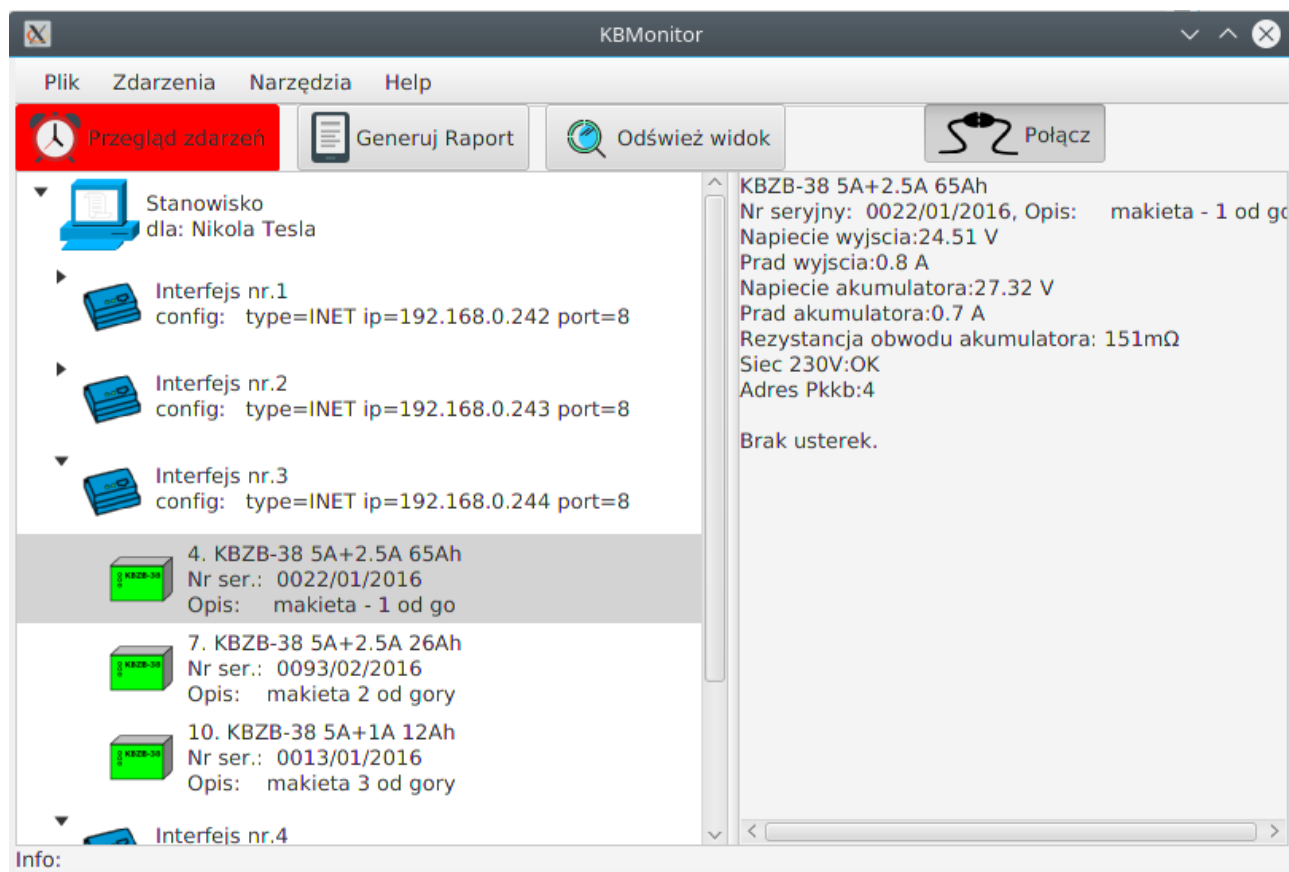 KBMonitor
Plik Zdarzenia Narzędzia Help
Przegląd zdarzeń Generuj Raport Odśwież widok Połącz
Stanowisko
dla: Nikola Tesla
Interfejs nr.1
config: type=INET ip=192.168.0.242 port=8
Interfejs nr.2
config: type=INET ip=192.168.0.243 port=8
Interfejs nr.3
config: type=INET ip=192.168.0.244 port=8
KBZB-38
4. KBZB-38 5A+2.5A 65Ah
Nr ser.: 0022/01/2016
Opis: makieta - 1 od go
KBZB-38
7. KBZB-38 5A+2.5A 26Ah
Nr ser.: 0093/02/2016
Opis: makieta 2 od gory
KBZB-38
10. KBZB-38 5A+1A 12Ah
Nr ser.: 0013/01/2016
Opis: makieta 3 od gory
Interfejs nr.4
KBZB-38 5A+2.5A 65Ah
Nr seryjny: 0022/01/2016, Opis: makieta - 1 od go
Napiecie wyjscia:24.51 V
Prad wyjscia:0.8 A
Napiecie akumulatora:27.32 V
Prad akumulatora:0.7 A
Rezystancja obwodu akumulatora: 151mΩ
Siec 230V:OK
Adres Pkkb:4
Brak usterek.
Info: